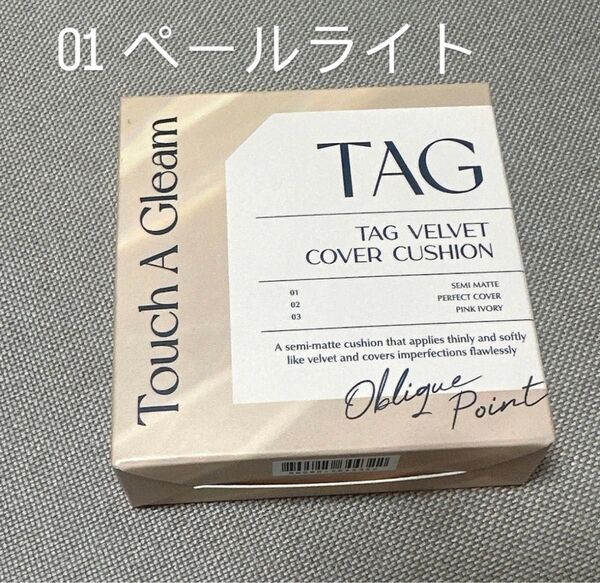 01 ペールライト
Touch A Gleam
TAG
TAG VELVET
COVER CUSHION
01 SEMI MATTE
02 PERFECT COVER
03 PINK IVORY
A semi-matte cushion that applies thinly and softly
like velvet and covers imperfections flawlessly
Oblique
Point